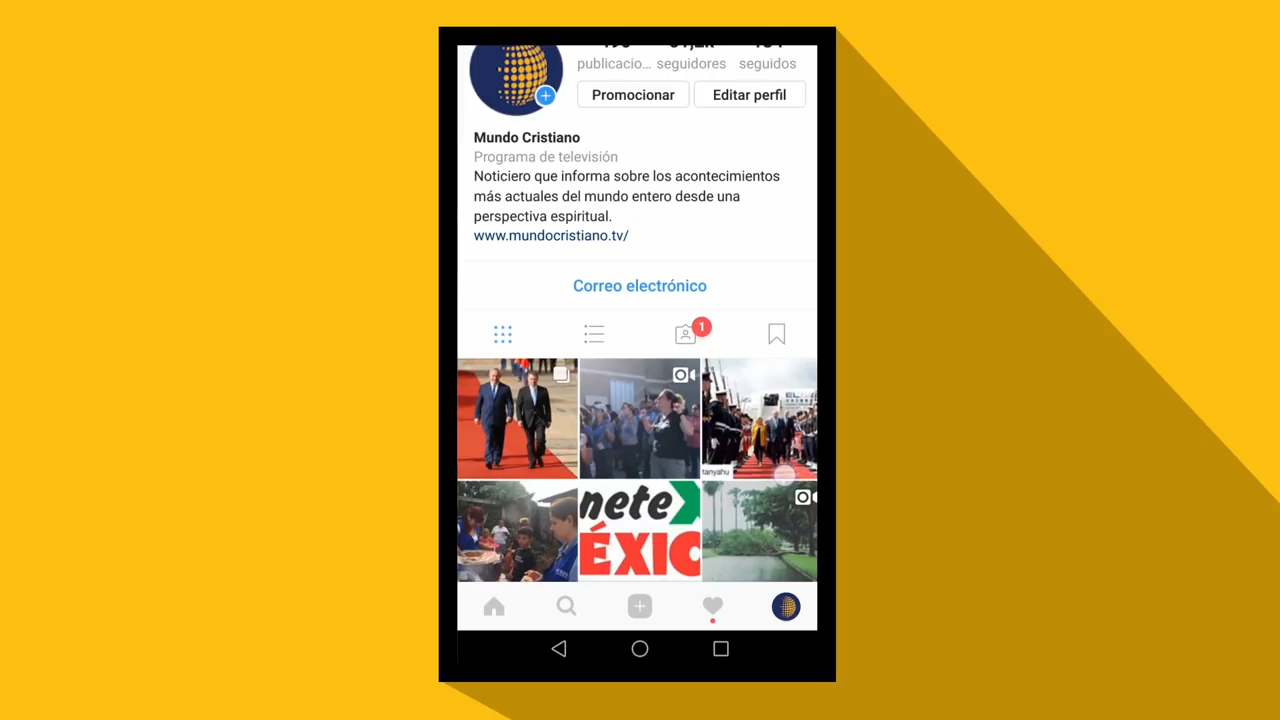 publicacio... seguidores seguidos
Promocionar Editar perfil
Mundo Cristiano
Programa de televisión
Noticiero que informa sobre los acontecimientos
más actuales del mundo entero desde una
perspectiva espiritual.
www.mundocristiano.tv/
Correo electrónico
1
tanyahu
nete
ÉXIC